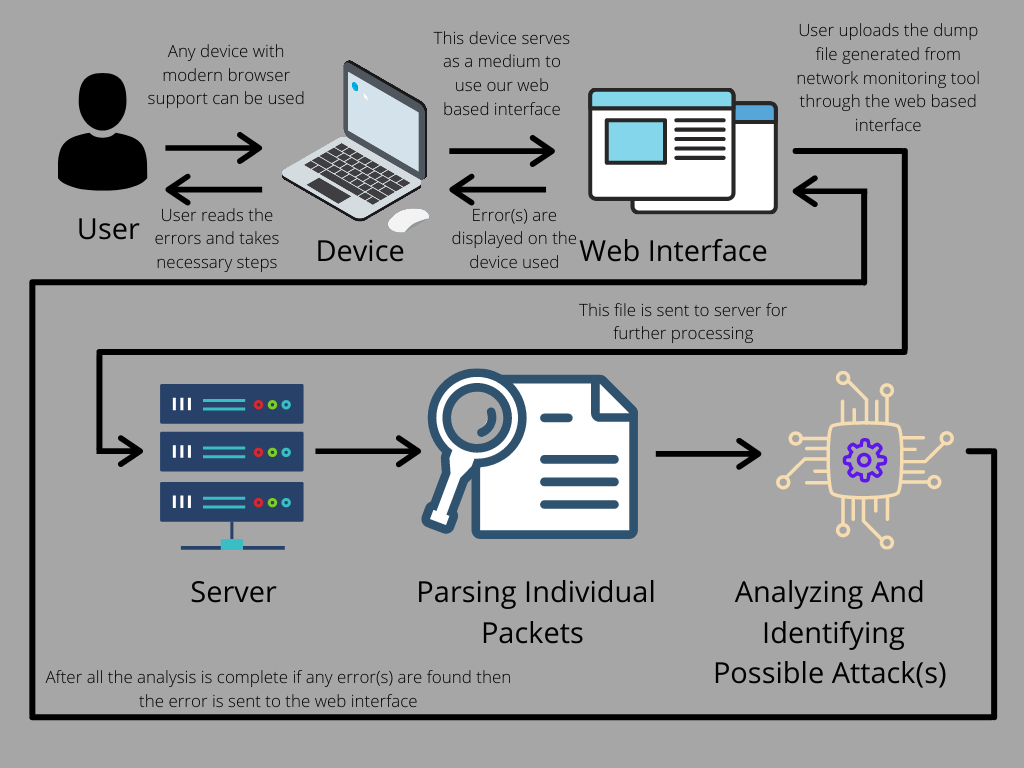 Any device with
modern browser
support can be used
This device serves
as a medium to
use our web
based interface
User uploads the dump
file generated from
network monitoring tool
through the web based
interface
User
User reads the
errors and takes
necessary steps
Device
Error(s) are
displayed on the
device used
Web Interface
This file is sent to server for
further processing
Server
Parsing Individual
Packets
Analyzing And
Identifying
Possible Attack(s)
After all the analysis is complete if any error(s) are found then
the error is sent to the web interface